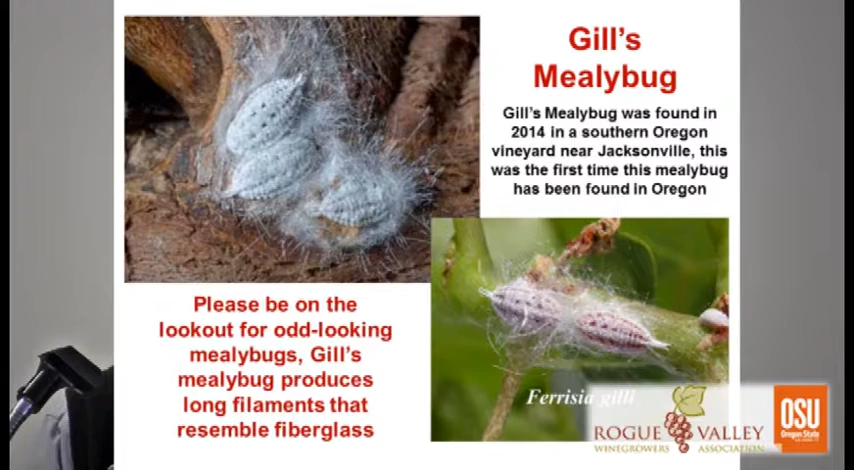 Gill's
Mealybug
Gill's Mealybug was found in
2014 in a southern Oregon
vineyard near Jacksonville, this
was the first time this mealybug
has been found in Oregon
Please be on the
lookout for odd-looking
mealybugs, Gill's
mealybug produces
long filaments that
resemble fiberglass
Ferrisia gilli
ROGUE VALLEY
WINEGROWERS ASSOCIATION
OSU
Oregon State